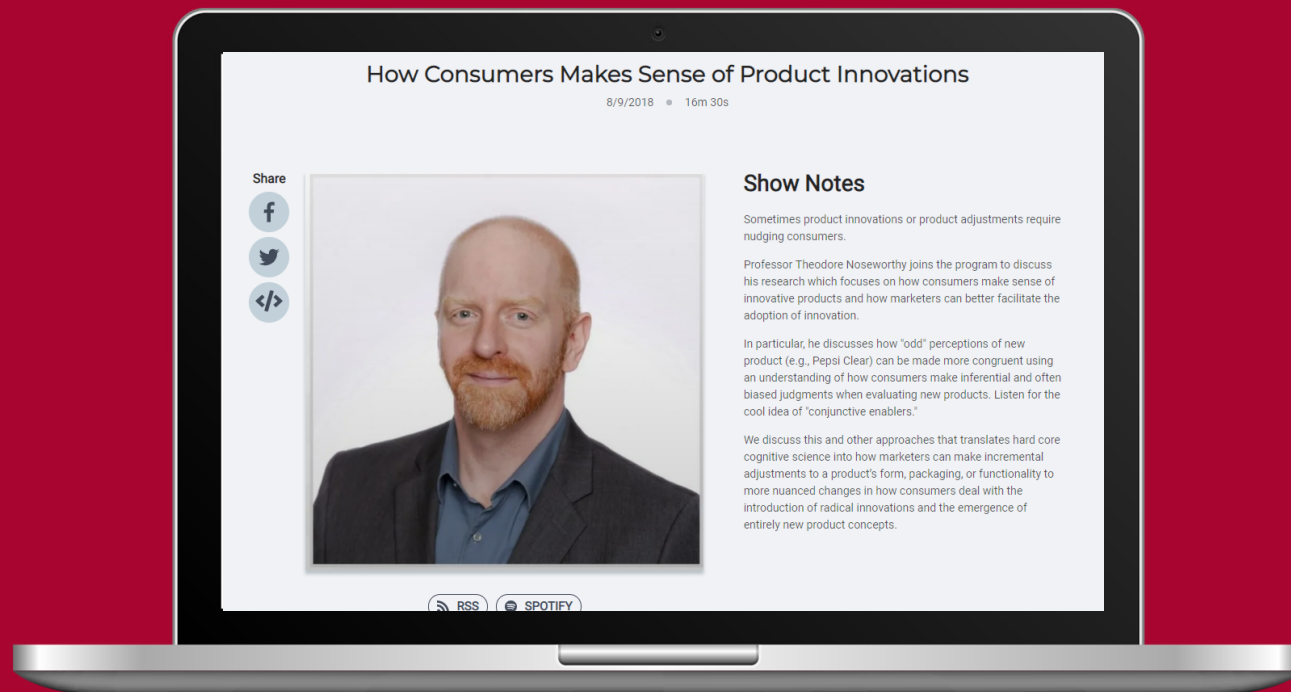 How Consumers Makes Sense of Product Innovations
8/9/2018 16m 30s
Share
Show Notes
Sometimes product innovations or product adjustments require
nudging consumers.
Professor Theodore Noseworthy joins the program to discuss
his research which focuses on how consumers make sense of
innovative products and how marketers can better facilitate the
adoption of innovation.
In particular, he discusses how "odd" perceptions of new
product (e.g., Pepsi Clear) can be made more congruent using
an understanding of how consumers make inferential and often
biased judgments when evaluating new products. Listen for the
cool idea of "conjunctive enablers."
We discuss this and other approaches that translates hard core
cognitive science into how marketers can make incremental
adjustments to a product's form, packaging, or functionality to
more nuanced changes in how consumers deal with the
introduction of radical innovations and the emergence of
entirely new product concepts.
RSS SPOTIFY